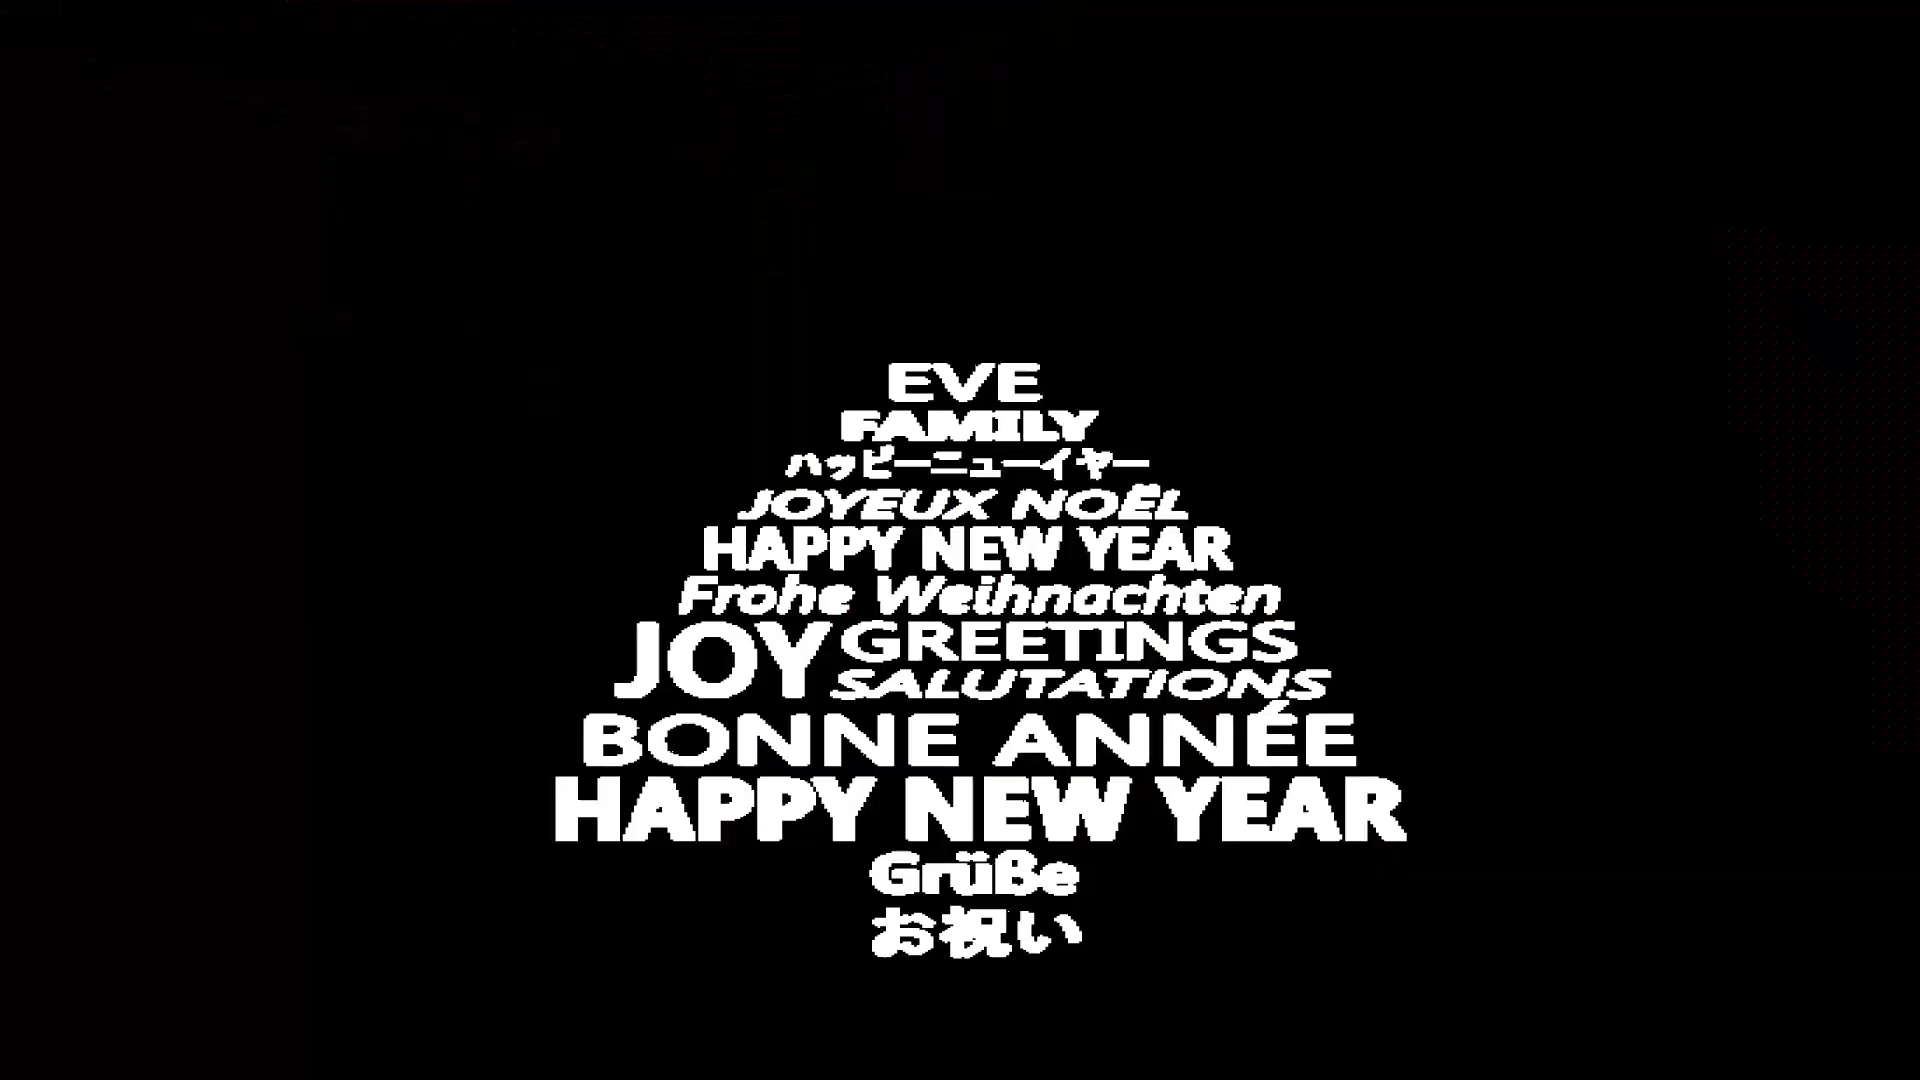 EVE
FAMILY
ハッピーニューイヤー
JOYEUX NOËL
HAPPY NEW YEAR
Frohe Weihnachten
JOY
GREETINGS
SALUTATIONS
BONNE ANNÉE
HAPPY NEW YEAR
Grüße
お祝い